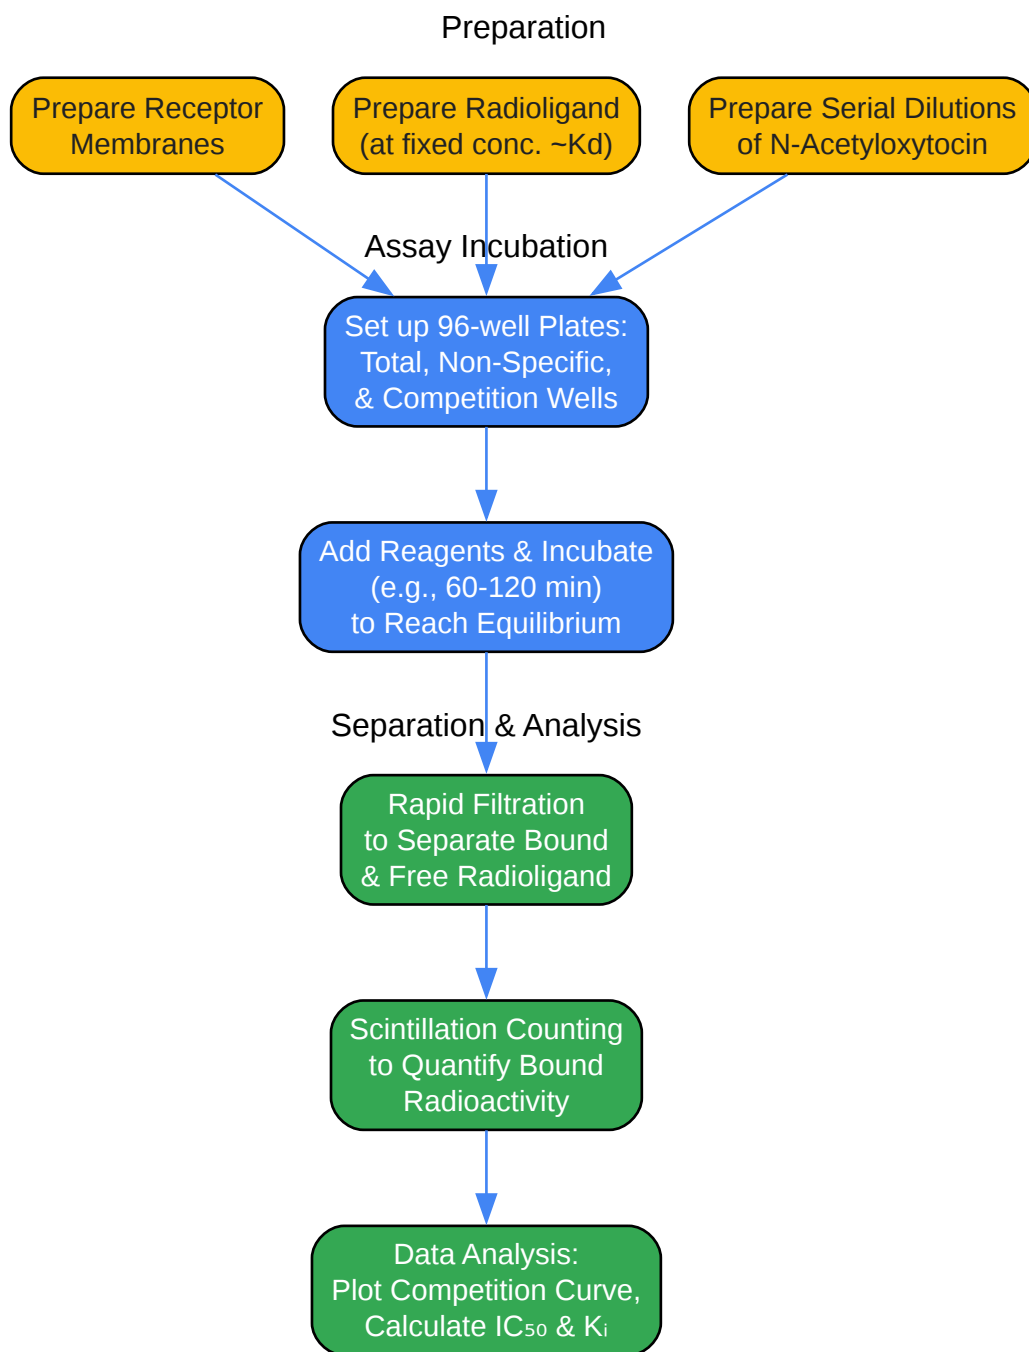 Preparation
Prepare Receptor
Membranes
Prepare Radioligand
(at fixed conc. ~Kd)
Prepare Serial Dilutions
of N-Acetyloxytocin
Assay Incubation
Set up 96-well Plates:
Total, Non-Specific,
& Competition Wells
Add Reagents & Incubate
(e.g., 60-120 min)
to Reach Equilibrium
Separation & Analysis
Rapid Filtration
to Separate Bound
& Free Radioligand
Scintillation Counting
to Quantify Bound
Radioactivity
Data Analysis:
Plot Competition Curve,
Calculate IC₅₀ & Kᵢ